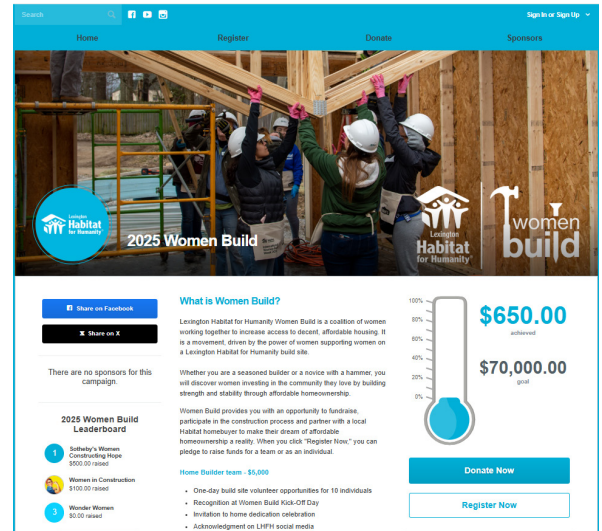 Search
Sign In or Sign Up
Home
Register
Donate
Sponsors
Lexington
Habitat
for Humanity®
2025 Women Build
Lexington
Habitat
for Humanity®
women
build
Share on Facebook
X Share on X
There are no sponsors for this
campaign.
2025 Women Build
Leaderboard
1
Sotheby's Women
Constructing Hope
$500.00 raised
Women in Construction
$100.00 raised
3
Wonder Women
$0.00 raised
What is Women Build?
Lexington Habitat for Humanity Women Build is a coalition of women
working together to increase access to decent, affordable housing. It
is a movement, driven by the power of women supporting women on
a Lexington Habitat for Humanity build site.
Whether you are a seasoned builder or a novice with a hammer, you
will discover women investing in the community they love by building
strength and stability through affordable homeownership.
Women Build provides you with an opportunity to fundraise,
participate in the construction process and partner with a local
Habitat homebuyer to make their dream of affordable
homeownership a reality. When you click "Register Now," you can
pledge to raise funds for a team or as an individual.
Home Builder team - $5,000
• One-day build site volunteer opportunities for 10 individuals
• Recognition at Women Build Kick-Off Day
• Invitation to home dedication celebration
• Acknowledgment on LHFH social media
100%
80%
60%
40%
20%
0%
$650.00
achieved
$70,000.00
goal
Donate Now
Register Now